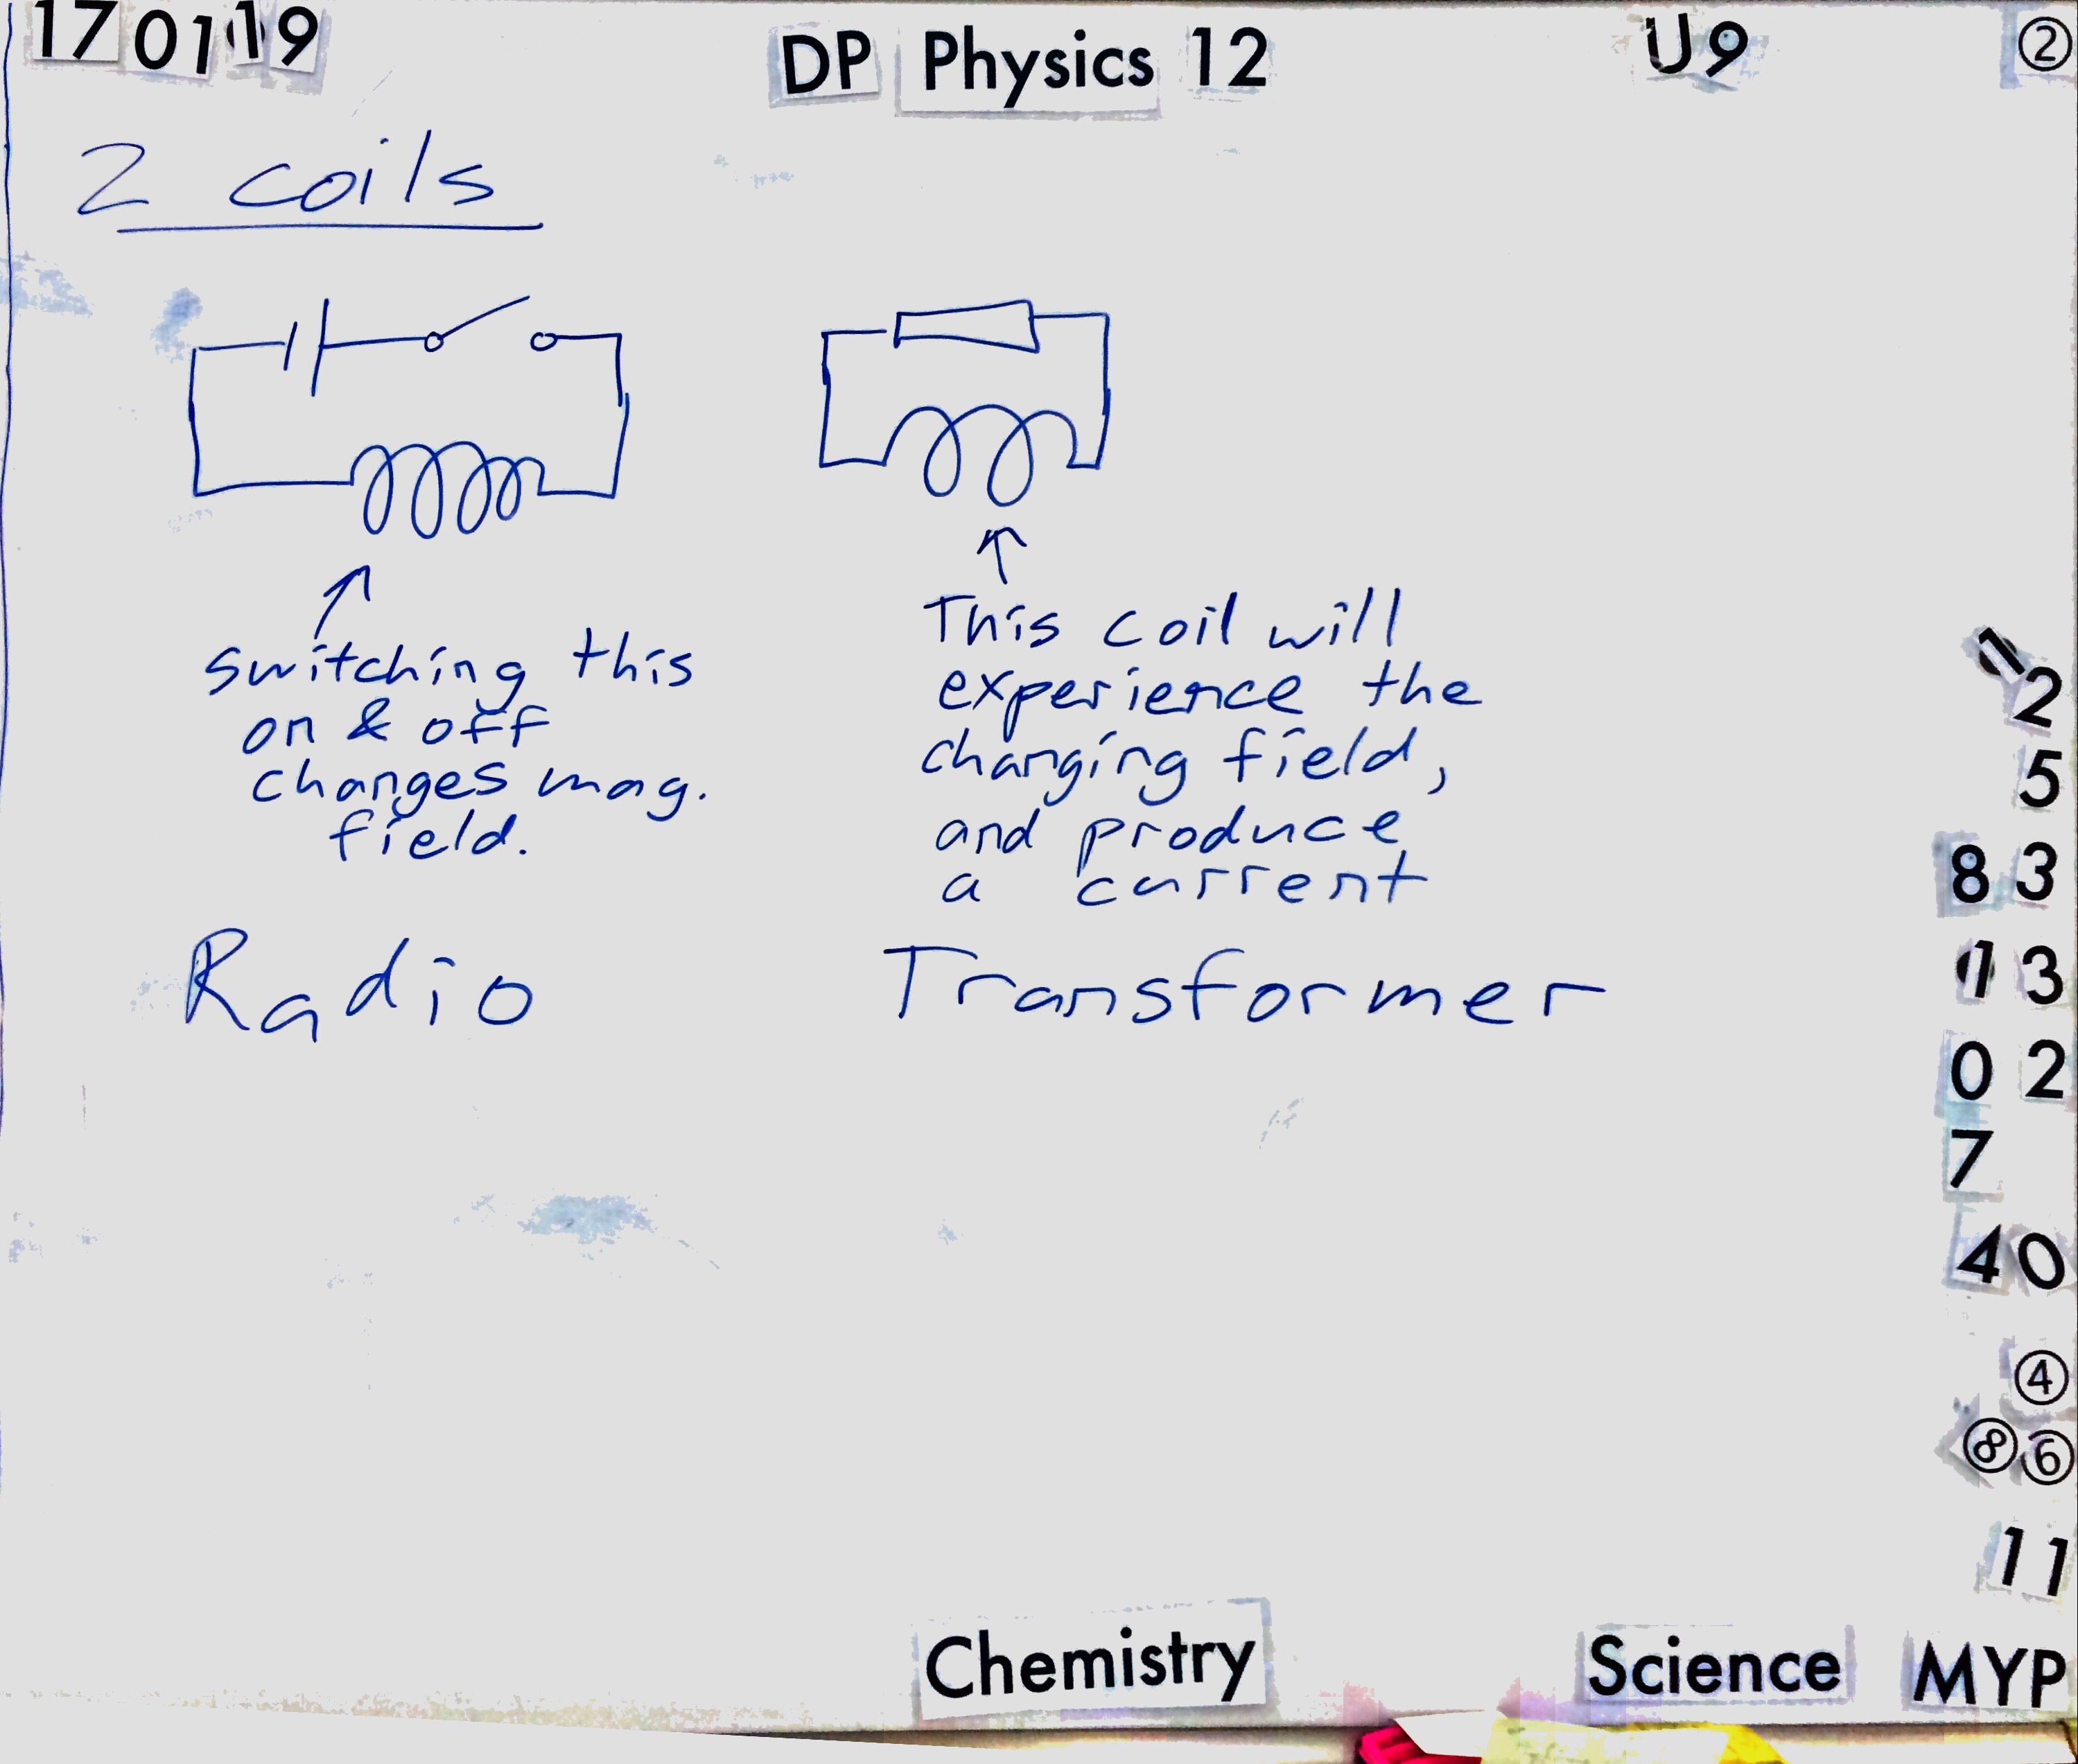 170119 DP Physics 12 U9 ②
2 coils
switching this
on & off
changes mag.
field.
This coil will
experience the
changing field,
and produce
a current
Radio
Transformer
1 2
5
8 3
1 3
0 2
7
4 0
④
⑧ ⑥
1 1
Chemistry Science MYP